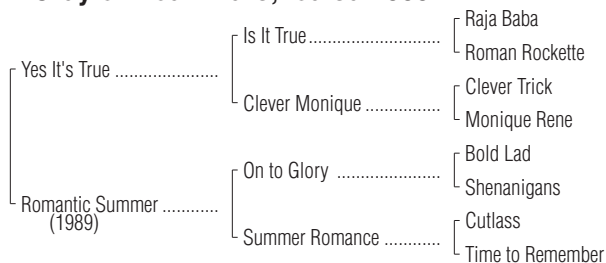 Raja Baba
Is It True
Roman Rockette
Yes It's True
Clever Trick
Clever Monique
Monique Rene
Bold Lad
On to Glory
Shenanigans
Romantic Summer
(1989)
Cutlass
Summer Romance
Time to Remember